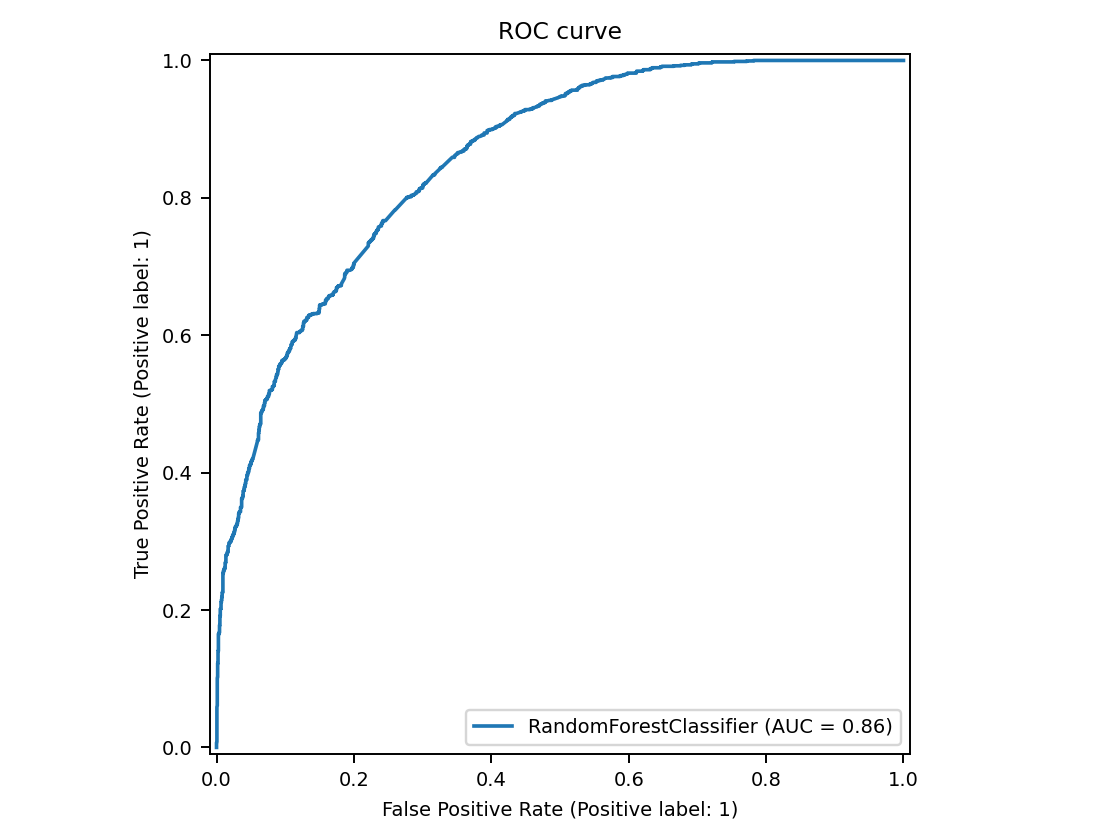 ROC curve
1.0
0.8
0.6
0.4
0.2
0.0
True Positive Rate (Positive label: 1)
RandomForestClassifier (AUC = 0.86)
0.0 0.2 0.4 0.6 0.8 1.0
False Positive Rate (Positive label: 1)